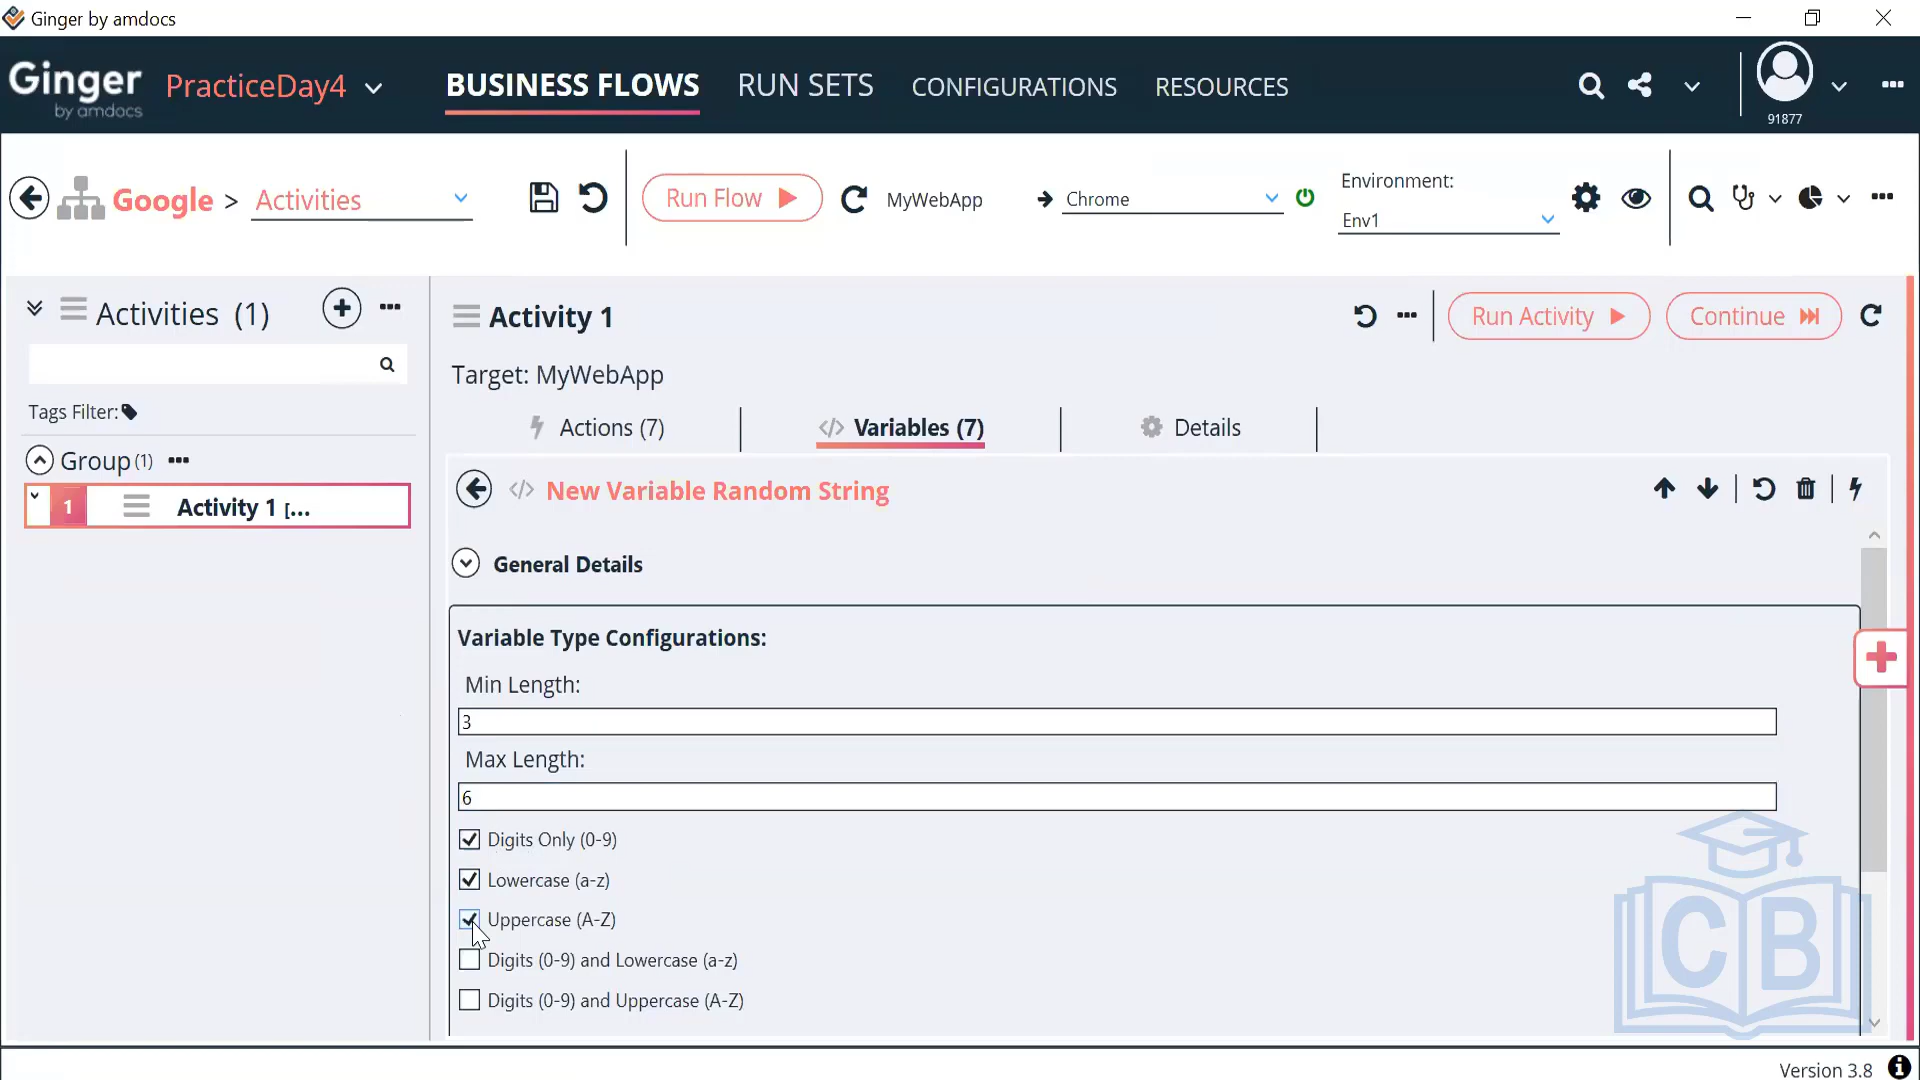 Ginger by amdocs
Ginger
by amdocs
PracticeDay4
BUSINESS FLOWS
RUN SETS
CONFIGURATIONS
RESOURCES
91877
Google > Activities
Run Flow
MyWebApp
Chrome
Environment:
Env1
Activities (1)
Tags Filter:
Group (1)
1 Activity 1 [...
Activity 1
Run Activity
Continue
Target: MyWebApp
Actions (7)
Variables (7)
Details
New Variable Random String
General Details
Variable Type Configurations:
Min Length:
3
Max Length:
6
Digits Only (0-9)
Lowercase (a-z)
Uppercase (A-Z)
Digits (0-9) and Lowercase (a-z)
Digits (0-9) and Uppercase (A-Z)
CB
Version 3.8